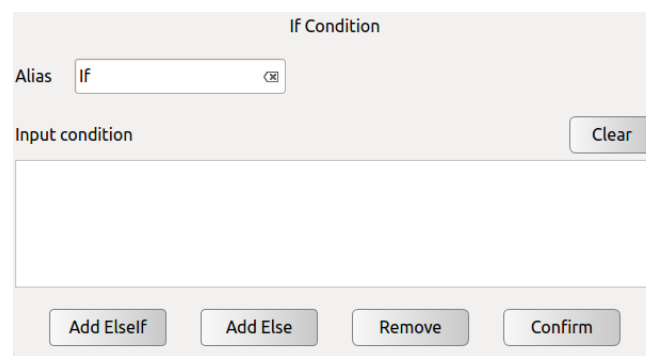 If Condition
Alias If
Input condition Clear
Add ElseIf Add Else Remove Confirm